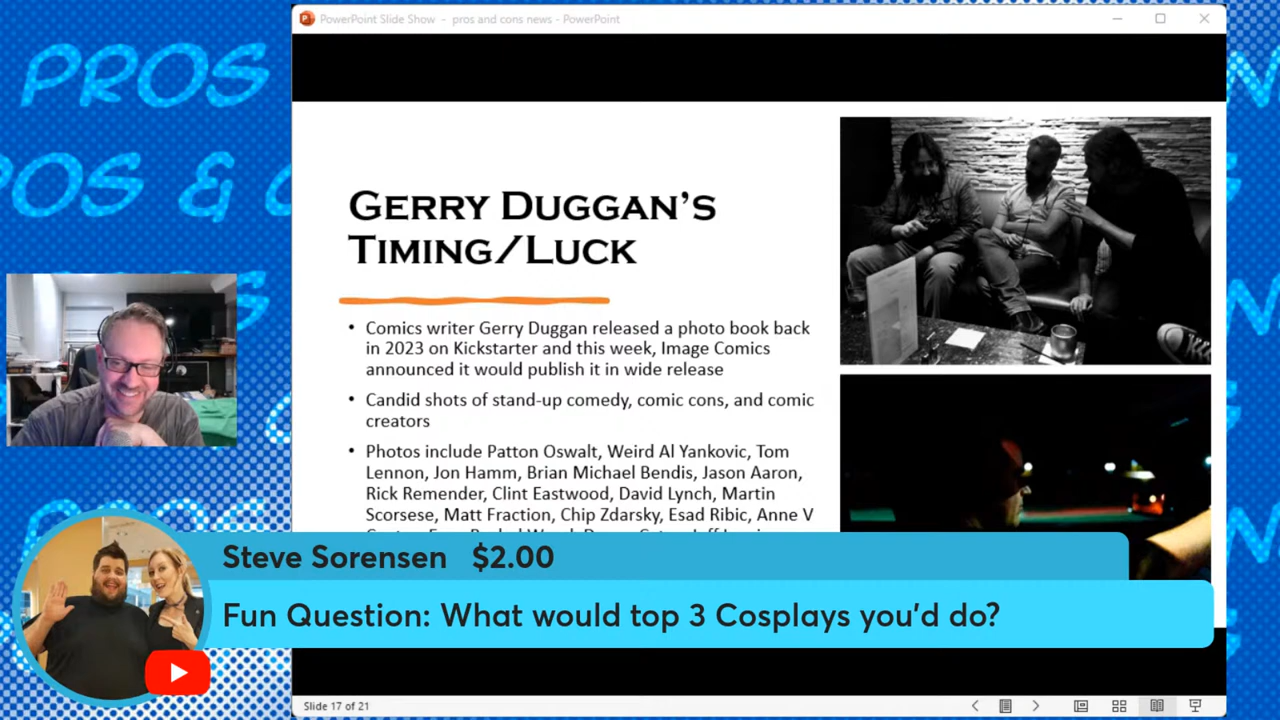 PowerPoint Slide Show - pros and cons news - PowerPoint
PROS
OS &
GERRY DUGGAN’S
TIMING/LUCK
• Comics writer Gerry Duggan released a photo book back
in 2023 on Kickstarter and this week, Image Comics
announced it would publish it in wide release
• Candid shots of stand-up comedy, comic cons, and comic
creators
• Photos include Patton Oswalt, Weird Al Yankovic, Tom
Lennon, Jon Hamm, Brian Michael Bendis, Jason Aaron,
Rick Remender, Clint Eastwood, David Lynch, Martin
Scorsese, Matt Fraction, Chip Zdarsky, Esad Ribic, Anne V
Steve Sorensen $2.00
Fun Question: What would top 3 Cosplays you'd do?
Slide 17 of 21